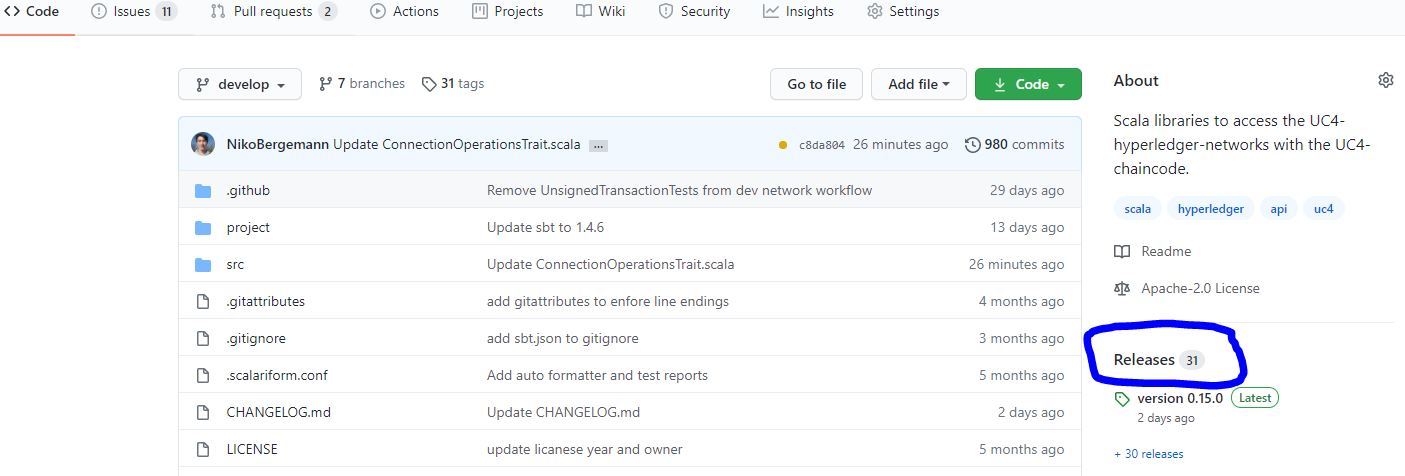 Code Issues 11 Pull requests 2 Actions Projects Wiki Security Insights Settings
develop 7 branches 31 tags Go to file Add file Code
NikoBergemann Update ConnectionOperationsTrait.scala ... c8da804 26 minutes ago 980 commits
.github Remove UnsignedTransactionTests from dev network workflow 29 days ago
project Update sbt to 1.4.6 13 days ago
src Update ConnectionOperationsTrait.scala 26 minutes ago
.gitattributes add gitattributes to enfore line endings 4 months ago
.gitignore add sbt.json to gitignore 3 months ago
.scalariform.conf Add auto formatter and test reports 5 months ago
CHANGELOG.md Update CHANGELOG.md 2 days ago
LICENSE update licanese year and owner 5 months ago
About
Scala libraries to access the UC4-
hyperledger-networks with the UC4-
chaincode.
scala hyperledger api uc4
Readme
Apache-2.0 License
Releases 31
version 0.15.0 Latest
2 days ago
+ 30 releases